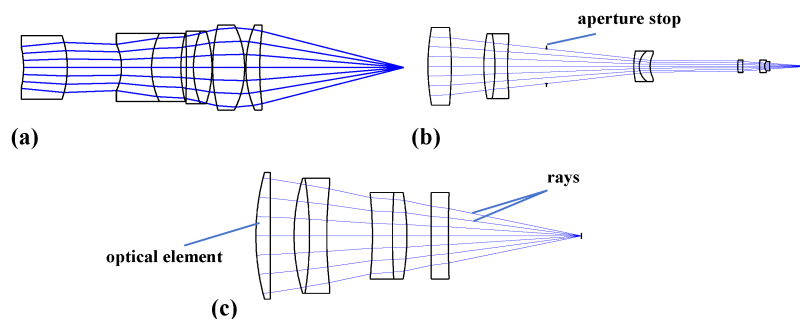 aperture stop
(a)
(b)
rays
optical element
(c)